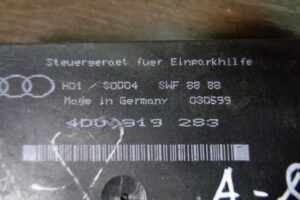 Steuergeraet fuer Einparkhilfe
H01 / S0D04 SWF 88 88
Made in Germany 030599
4D0 919 283
A-